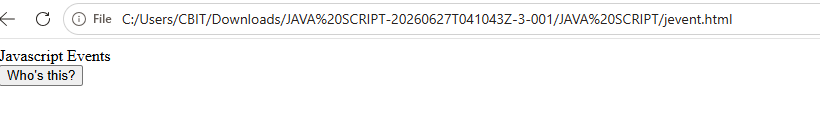 File C:/Users/CBIT/Downloads/JAVA%20SCRIPT-20260627T041043Z-3-001/JAVA%20SCRIPT/jevent.html
Javascript Events
Who's this?